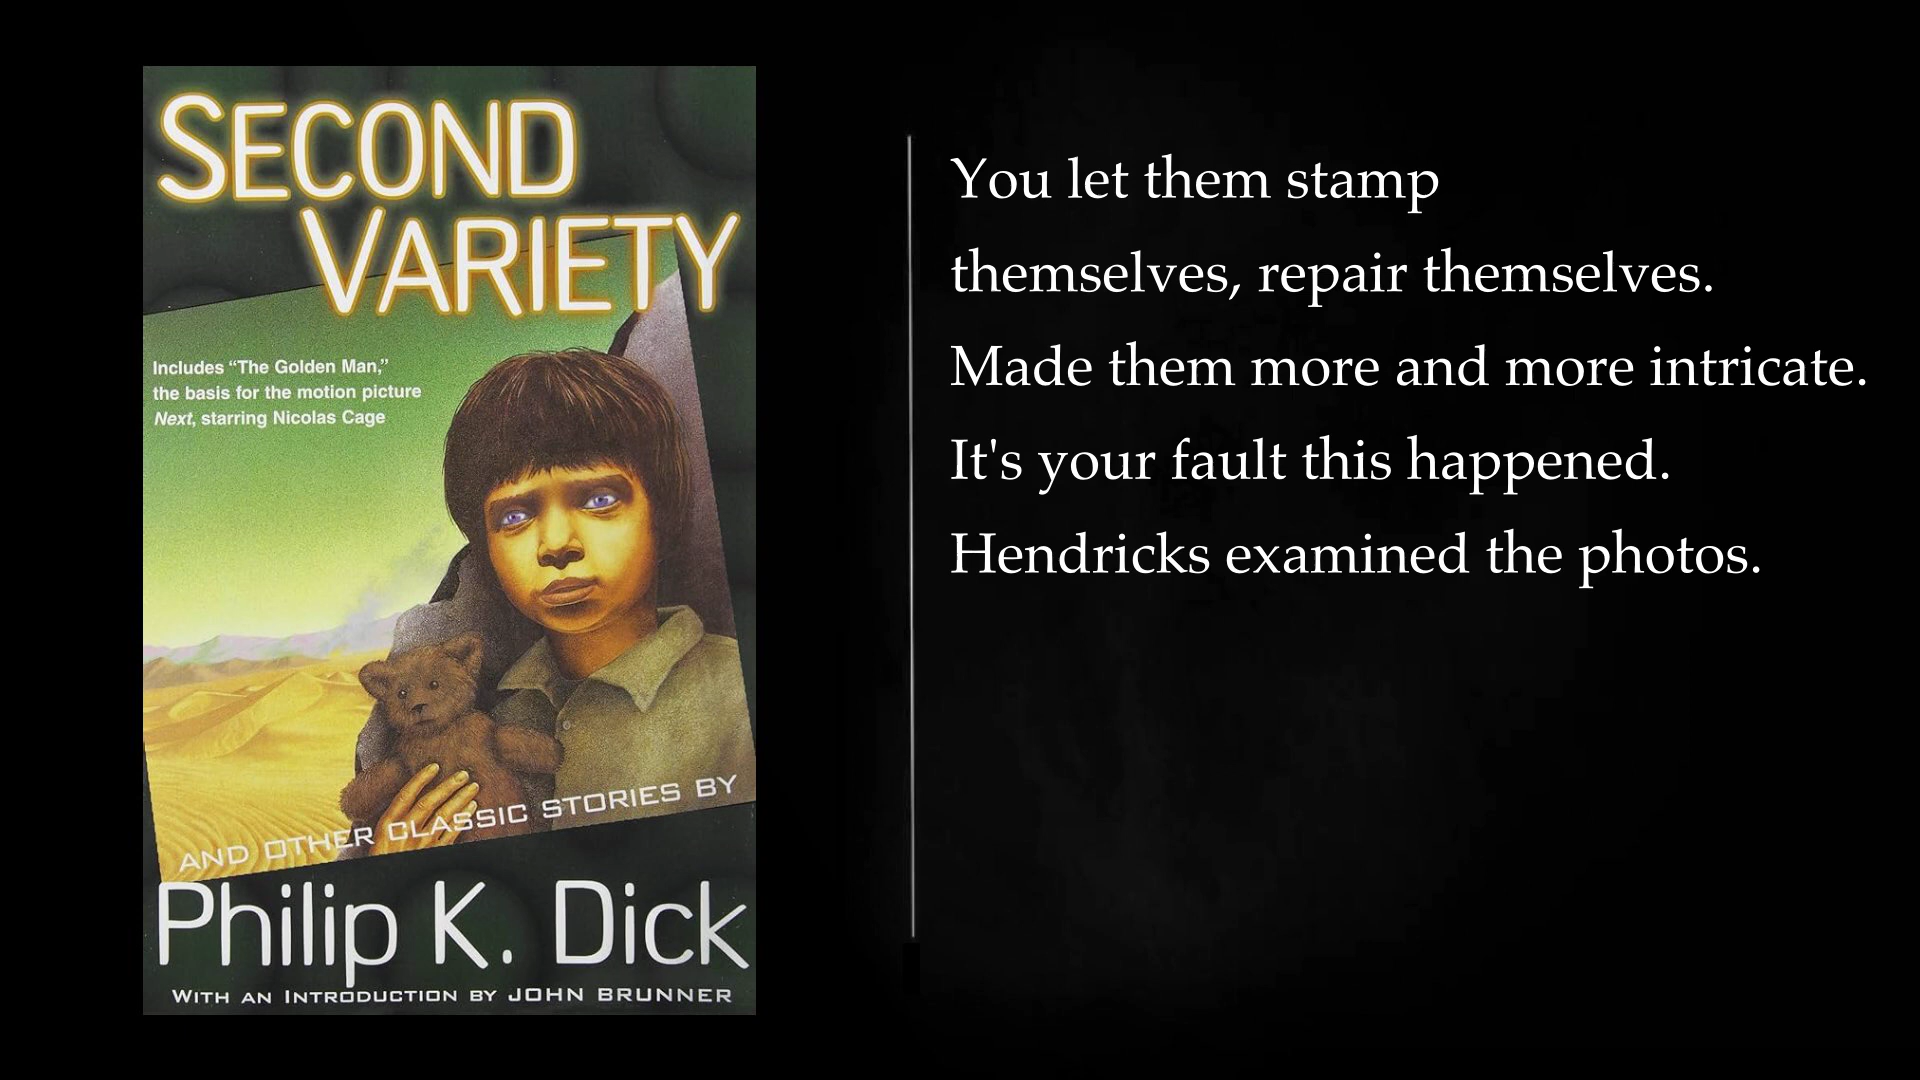 SECOND
VARIETY
Includes “The Golden Man,”
the basis for the motion picture
Next, starring Nicolas Cage
AND OTHER CLASSIC STORIES BY
Philip K. Dick
WITH AN INTRODUCTION BY JOHN BRUNNER
You let them stamp
themselves, repair themselves.
Made them more and more intricate.
It's your fault this happened.
Hendricks examined the photos.